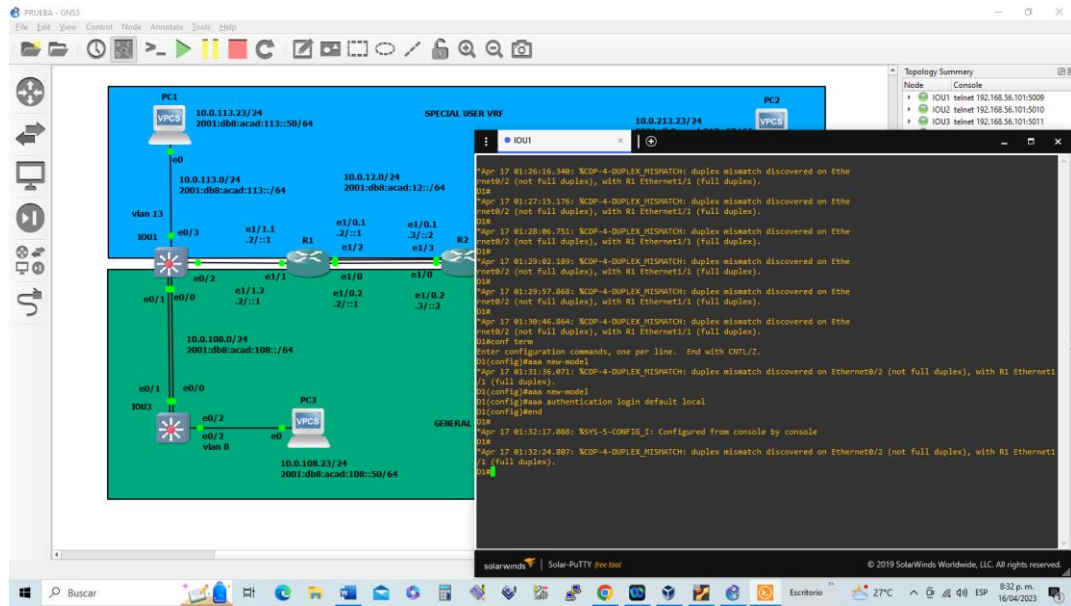 PRUEBA - GNS3
File Edit View Control Node Annotate Tools Help
Topology Summary
Node Console
IOU1 telnet 192.168.56.101:5009
IOU2 telnet 192.168.56.101:5010
IOU3 telnet 192.168.56.101:5011
PC1
VPCS
10.0.113.23/24
2001:db8:acad:113::50/64
SPECIAL USER VRF
PC2
10.0.213.23/24
VPCS
e0
10.0.113.0/24
2001:db8:acad:113::/64
10.0.12.0/24
2001:db8:acad:12::/64
vlan 13
IOU1
e0/3
e1/1.1
.2/::1
R1
e1/0.1
.2/::1
e1/2
e1/0.1
.3/::2
e1/3
R2
e0/2
e1/1
e1/0
e1/0
e0/1
e0/0
e1/1.2
.2/::1
e1/0.2
.2/::1
e1/0.2
.3/::2
10.0.108.0/24
2001:db8:acad:108::/64
e0/1
e0/0
IOU3
e0/2
e0/2
vlan 8
e0
PC3
VPCS
GENERAL
10.0.108.23/24
2001:db8:acad:108::50/64
IOU1
*Apr 17 01:26:16.340: %CDP-4-DUPLEX_MISMATCH: duplex mismatch discovered on Ethe
rnet0/2 (not full duplex), with R1 Ethernet1/1 (full duplex).
D1#
*Apr 17 01:27:15.176: %CDP-4-DUPLEX_MISMATCH: duplex mismatch discovered on Ethe
rnet0/2 (not full duplex), with R1 Ethernet1/1 (full duplex).
D1#
*Apr 17 01:28:06.751: %CDP-4-DUPLEX_MISMATCH: duplex mismatch discovered on Ethe
rnet0/2 (not full duplex), with R1 Ethernet1/1 (full duplex).
D1#
*Apr 17 01:29:02.189: %CDP-4-DUPLEX_MISMATCH: duplex mismatch discovered on Ethe
rnet0/2 (not full duplex), with R1 Ethernet1/1 (full duplex).
D1#
*Apr 17 01:29:57.868: %CDP-4-DUPLEX_MISMATCH: duplex mismatch discovered on Ethe
rnet0/2 (not full duplex), with R1 Ethernet1/1 (full duplex).
D1#
*Apr 17 01:30:46.864: %CDP-4-DUPLEX_MISMATCH: duplex mismatch discovered on Ethe
rnet0/2 (not full duplex), with R1 Ethernet1/1 (full duplex).
D1#conf term
Enter configuration commands, one per line. End with CNTL/Z.
D1(config)#aaa new-model
*Apr 17 01:31:36.071: %CDP-4-DUPLEX_MISMATCH: duplex mismatch discovered on Ethernet0/2 (not full duplex), with R1 Ethernet1
/1 (full duplex).
D1(config)#aaa new-model
D1(config)#aaa authentication login default local
D1(config)#end
D1#
*Apr 17 01:32:17.088: %SYS-5-CONFIG_I: Configured from console by console
D1#
*Apr 17 01:32:24.807: %CDP-4-DUPLEX_MISMATCH: duplex mismatch discovered on Ethernet0/2 (not full duplex), with R1 Ethernet1
/1 (full duplex).
D1#
solarwinds Solar-PuTTY free tool
© 2019 SolarWinds Worldwide, LLC. All rights reserved.
Buscar
Escritorio
27°C
ESP
8:32 p. m.
16/04/2023